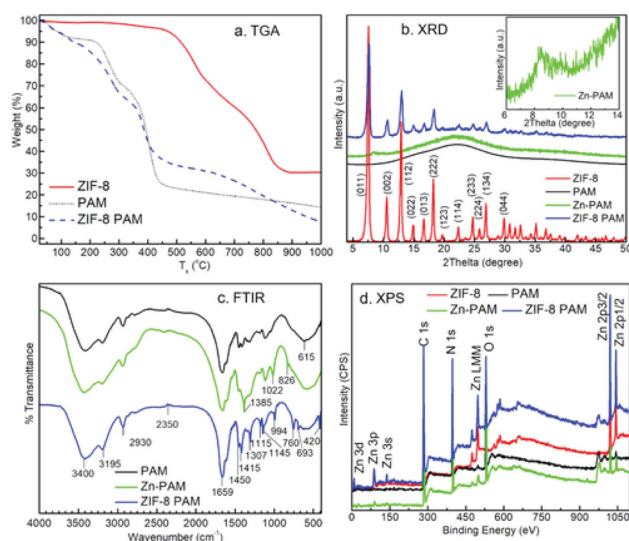 a. TGA
100
90
80
70
60
50
40
30
20
10
0
Weight (%)
ZIF-8
PAM
ZIF-8 PAM
200
400
600
800
1000
Ts (°C)
b. XRD
Intensity (a.u.)
Intensity (a.u.)
Zn-PAM
6
8
10
12
14
2Thelta (degree)
(011)
(002)
(112)
(022)
(013)
(222)
(123)
(114)
(233)
(224)
(134)
(044)
ZIF-8
PAM
Zn-PAM
ZIF-8 PAM
5
10
15
20
25
30
35
40
45
50
2Thelta (degree)
c. FTIR
% Transmittance
615
826
1022
1385
2350
2930
3195
3400
1659
1450
1415
1307
1115
1145
994
760
693
420
PAM
Zn-PAM
ZIF-8 PAM
4000
3500
3000
2500
2000
1500
1000
500
Wavenumber (cm⁻¹)
d. XPS
ZIF-8
PAM
Zn-PAM
ZIF-8 PAM
Intensity (CPS)
Zn 3d
Zn 3p
Zn 3s
C 1s
N 1s
Zn LMM
O 1s
Zn 2p3/2
Zn 2p1/2
0
150
300
450
600
750
900
1050
Binding Energy (eV)